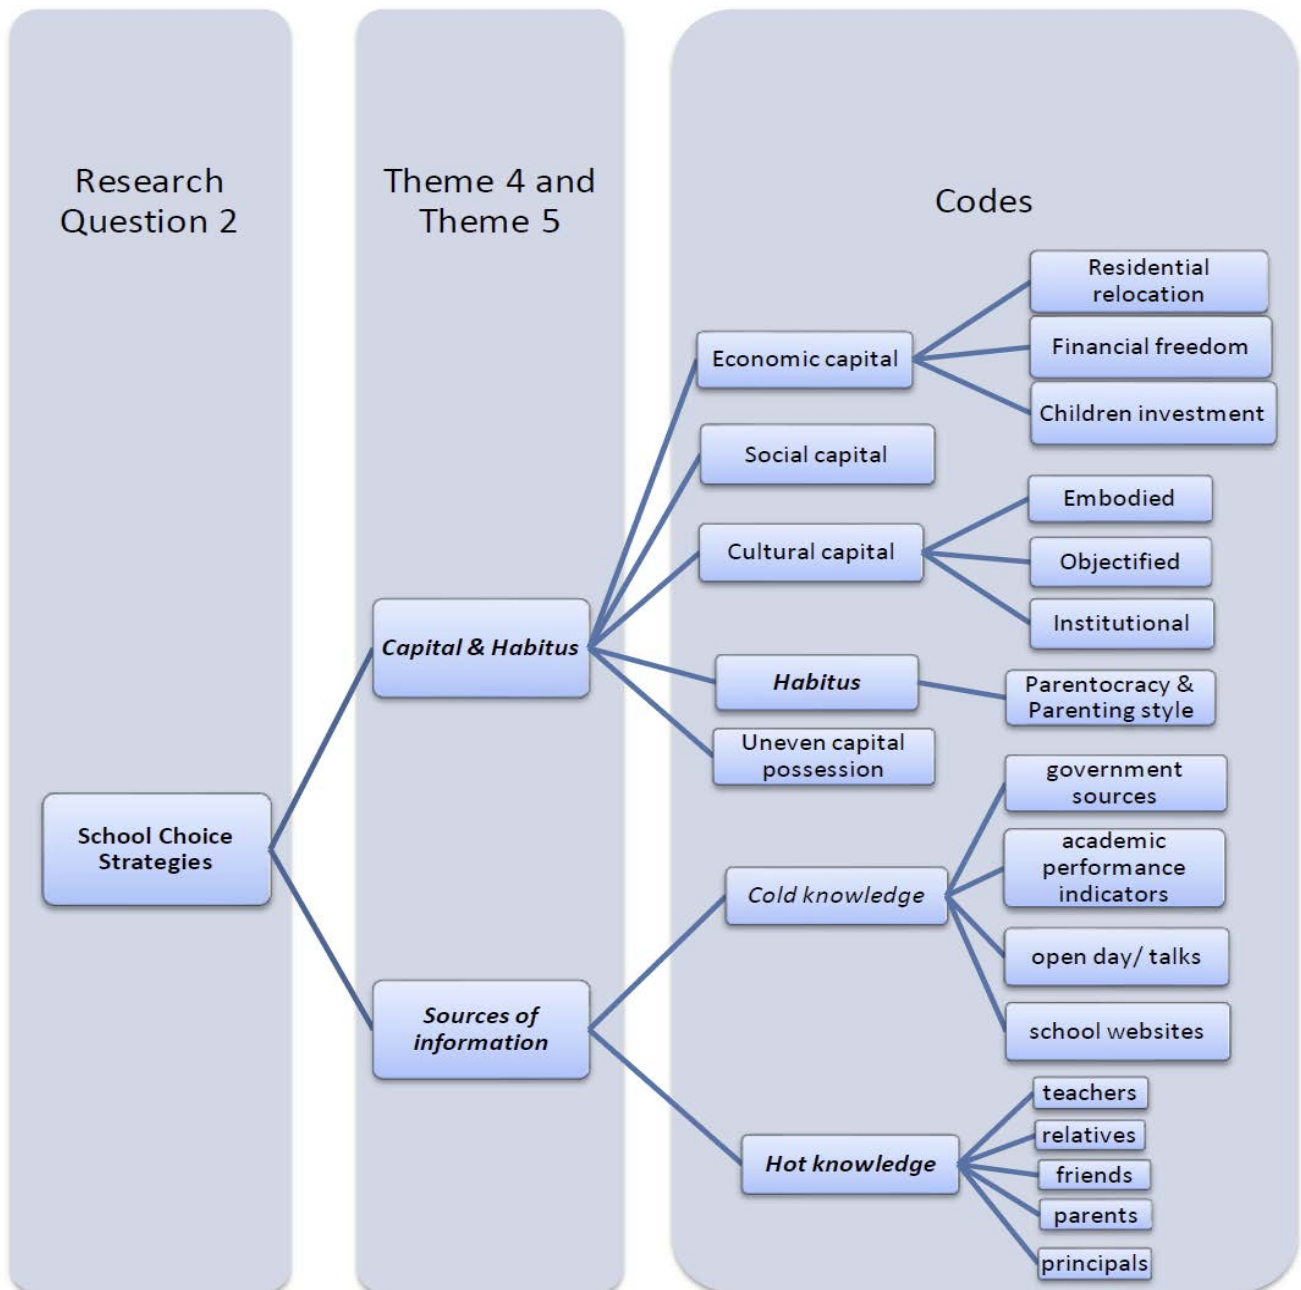 Research
Question 2
Theme 4 and
Theme 5
Codes
School Choice
Strategies
Capital & Habitus
Economic capital
Residential
relocation
Financial freedom
Children investment
Social capital
Cultural capital
Embodied
Objectified
Institutional
Habitus
Parentocracy &
Parenting style
Uneven capital
possession
Sources of
information
Cold knowledge
government
sources
academic
performance
indicators
open day/ talks
school websites
Hot knowledge
teachers
relatives
friends
parents
principals